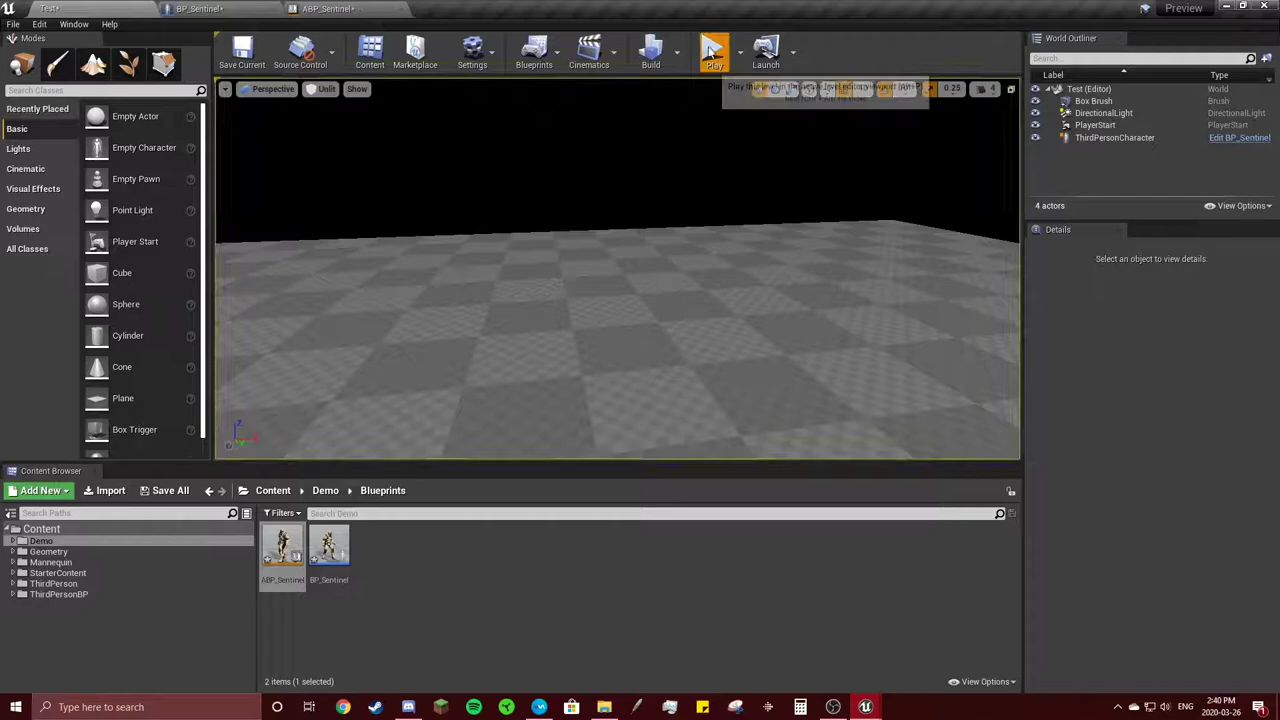 Test*
BP_Sentinel*
ABP_Sentinel*
Preview
File Edit Window Help
Modes
Search Classes
Recently Placed
Basic
Lights
Cinematic
Visual Effects
Geometry
Volumes
All Classes
Empty Actor
Empty Character
Empty Pawn
Point Light
Player Start
Cube
Sphere
Cylinder
Cone
Plane
Box Trigger
Save Current
Source Control
Content
Marketplace
Settings
Blueprints
Cinematics
Build
Play
Launch
Perspective Unlit Show
0.25 4
World Outliner
Search...
Label Type
Test (Editor) World
Box Brush Brush
DirectionalLight DirectionalLight
PlayerStart PlayerStart
ThirdPersonCharacter Edit BP_Sentinel
4 actors View Options
Details
Select an object to view details.
Content Browser
Add New Import Save All Content Demo Blueprints
Search Paths
Filters Search Demo
Content
Demo
Geometry
Mannequin
StarterContent
ThirdPerson
ThirdPersonBP
ABP_Sentinel BP_Sentinel
2 items (1 selected) View Options
Type here to search
ENG
2:40 PM
2020-03-26